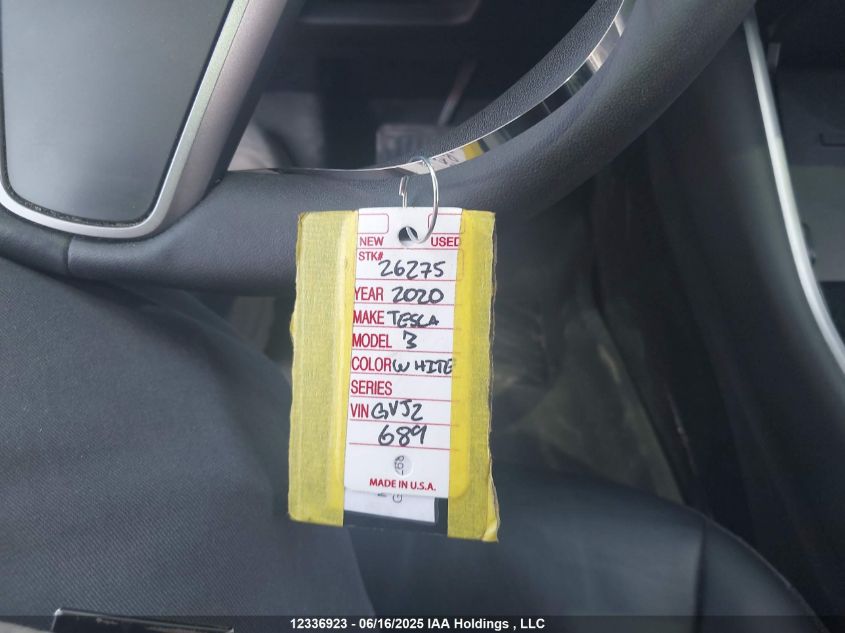 NEW USED
STK# 26275
YEAR 2020
MAKE TESLA
MODEL 3
COLOR WHITE
SERIES
VIN GVJ2
689
MADE IN U.S.A.
12336923 - 06/16/2025 IAA Holdings , LLC